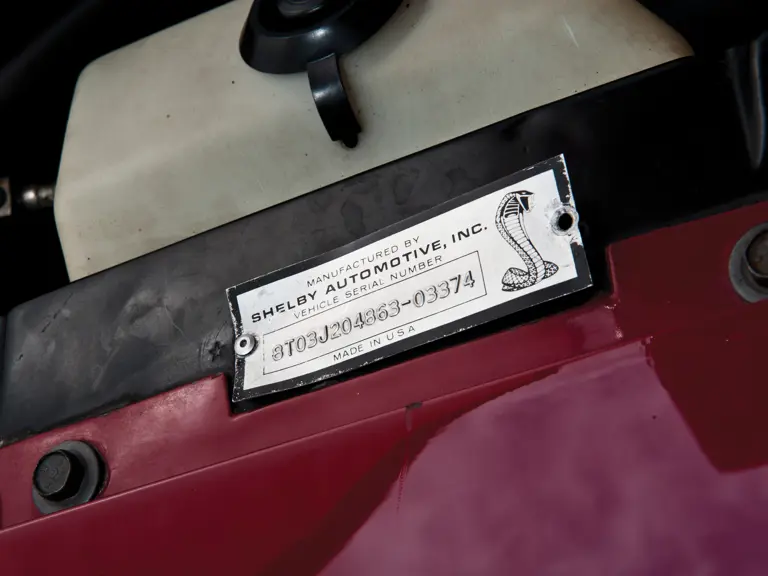 MANUFACTURED BY
SHELBY AUTOMOTIVE, INC.
VEHICLE SERIAL NUMBER
8T03J204863-03374
MADE IN USA